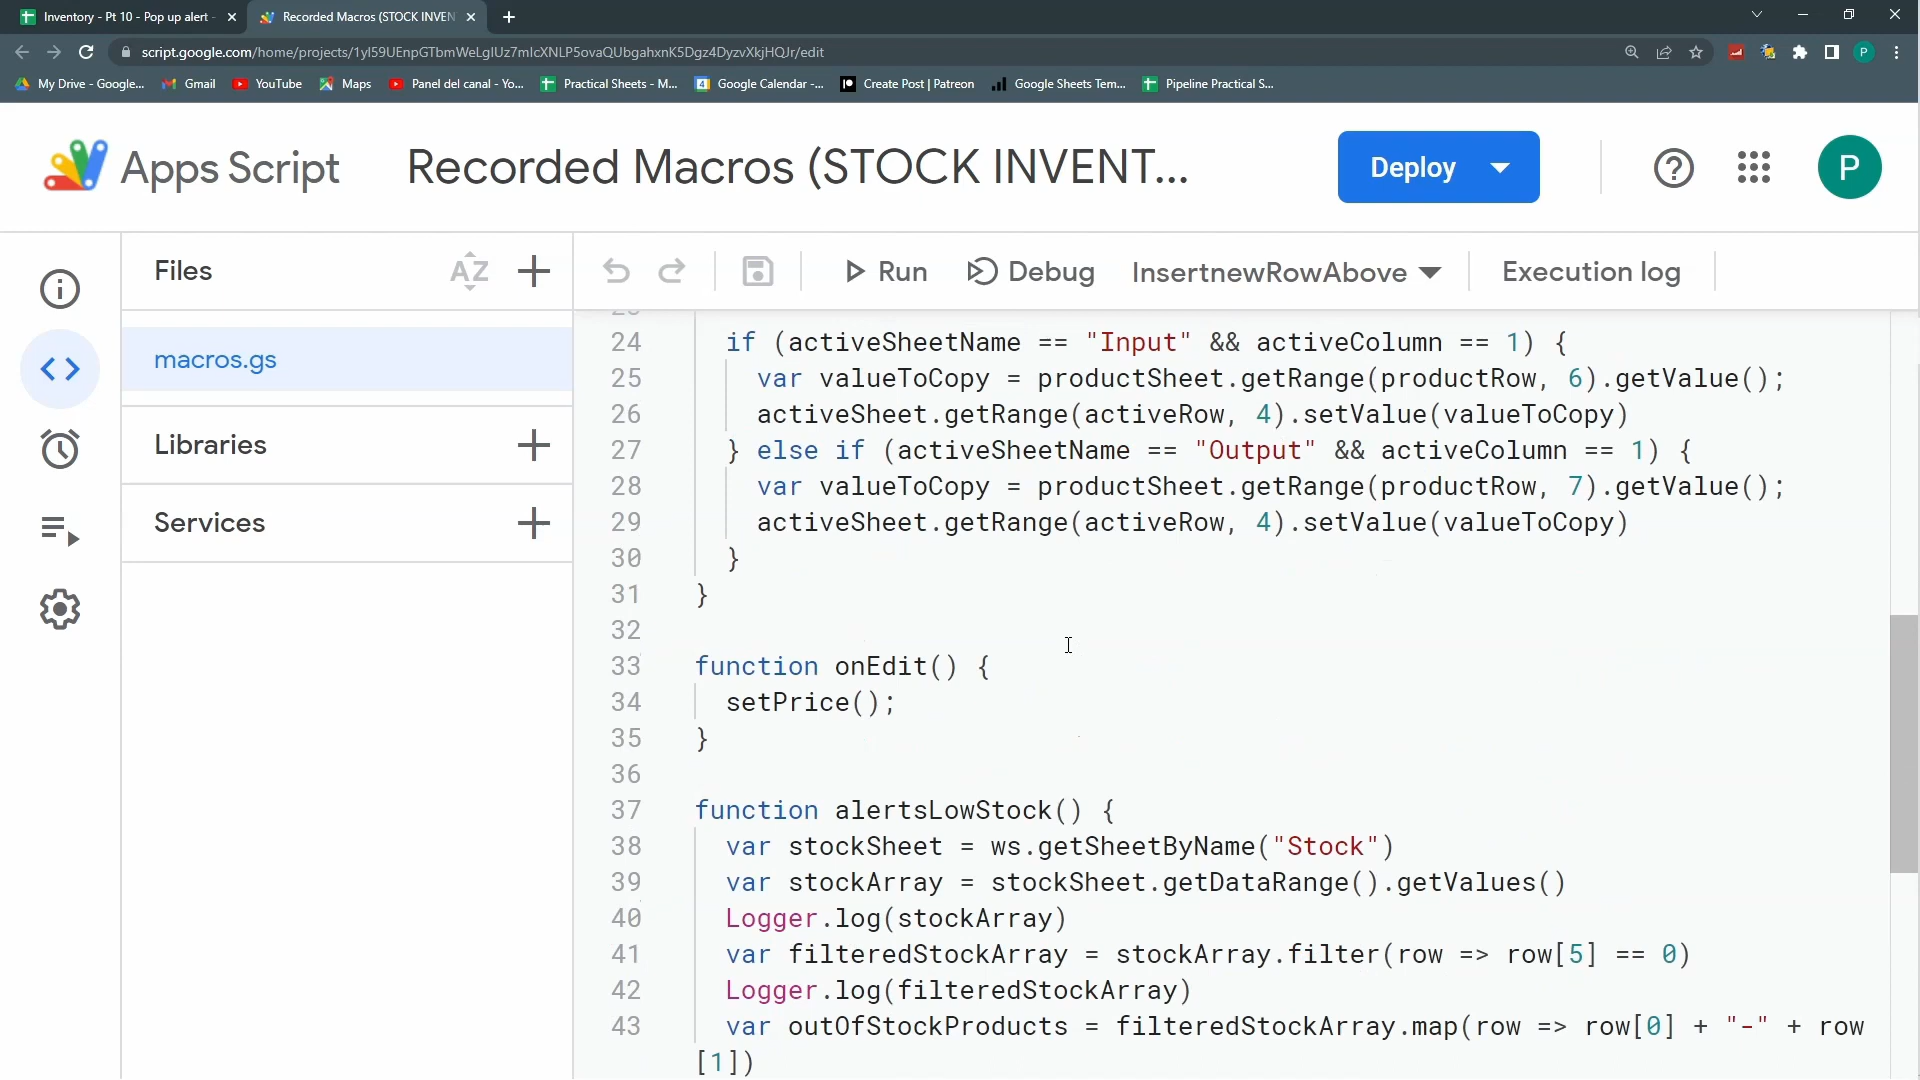 Inventory - Pt 10 - Pop up alert -
Recorded Macros (STOCK INVEN
script.google.com/home/projects/1yl59UEnpGTbmWeLgIUz7mIcXNLP5ovaQUbgahxnK5Dgz4DyzvXkjHQJr/edit
P
My Drive - Google...
Gmail
YouTube
Maps
Panel del canal - Yo...
Practical Sheets - M...
Google Calendar -...
Create Post | Patreon
Google Sheets Tem...
Pipeline Practical S...
Apps Script
Recorded Macros (STOCK INVENT...
Deploy
P
Files
AZ
Run
Debug
InsertnewRowAbove
Execution log
macros.gs
Libraries
Services
24 if (activeSheetName == "Input" && activeColumn == 1) {
25 var valueToCopy = productSheet.getRange(productRow, 6).getValue();
26 activeSheet.getRange(activeRow, 4).setValue(valueToCopy)
27 } else if (activeSheetName == "Output" && activeColumn == 1) {
28 var valueToCopy = productSheet.getRange(productRow, 7).getValue();
29 activeSheet.getRange(activeRow, 4).setValue(valueToCopy)
30 }
31 }
32
33 function onEdit() {
34 setPrice();
35 }
36
37 function alertsLowStock() {
38 var stockSheet = ws.getSheetByName("Stock")
39 var stockArray = stockSheet.getDataRange().getValues()
40 Logger.log(stockArray)
41 var filteredStockArray = stockArray.filter(row => row[5] == 0)
42 Logger.log(filteredStockArray)
43 var outOfStockProducts = filteredStockArray.map(row => row[0] + "-" + row
[1])